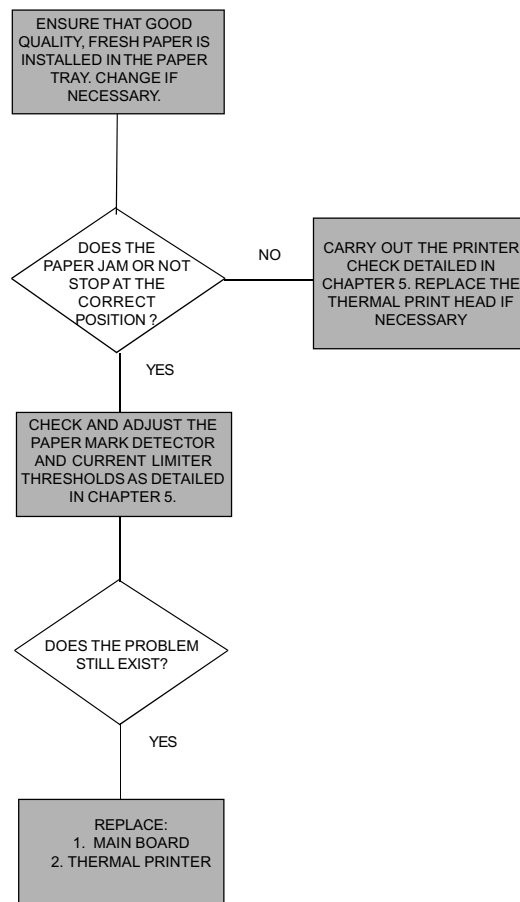 ENSURE THAT GOOD
QUALITY, FRESH PAPER IS
INSTALLED IN THE PAPER
TRAY. CHANGE IF
NECESSARY.
DOES THE
PAPER JAM OR NOT
STOP AT THE
CORRECT
POSITION ?
NO
CARRY OUT THE PRINTER
CHECK DETAILED IN
CHAPTER 5. REPLACE THE
THERMAL PRINT HEAD IF
NECESSARY
YES
CHECK AND ADJUST THE
PAPER MARK DETECTOR
AND CURRENT LIMITER
THRESHOLDS AS DETAILED
IN CHAPTER 5.
DOES THE PROBLEM
STILL EXIST?
YES
REPLACE:
1. MAIN BOARD
2. THERMAL PRINTER